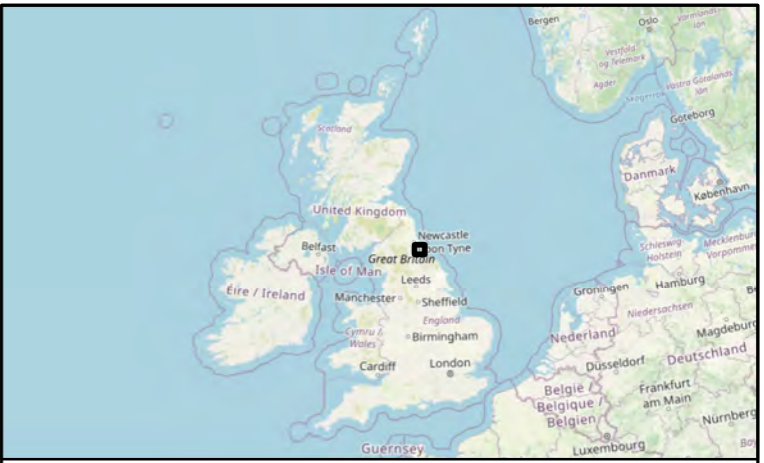 Bergen
Oslo
Vestfold
og Telemark
Agder
Skagerrak
Västra Götalands
län
Göteborg
Scotland
Danmark
København
United Kingdom
Newcastle
upon Tyne
Belfast
Great Britain
Isle of Man
Leeds
Schleswig
Holstein
Éire / Ireland
Manchester
Sheffield
Groningen
Hamburg
Niedersachsen
England
Cymru /
Wales
Birmingham
Nederland
Magdeburg
Cardiff
London
Düsseldorf
Deutschland
België /
Belgique /
Belgien
Frankfurt
am Main
Nürnberg
Guernsey
Luxembourg